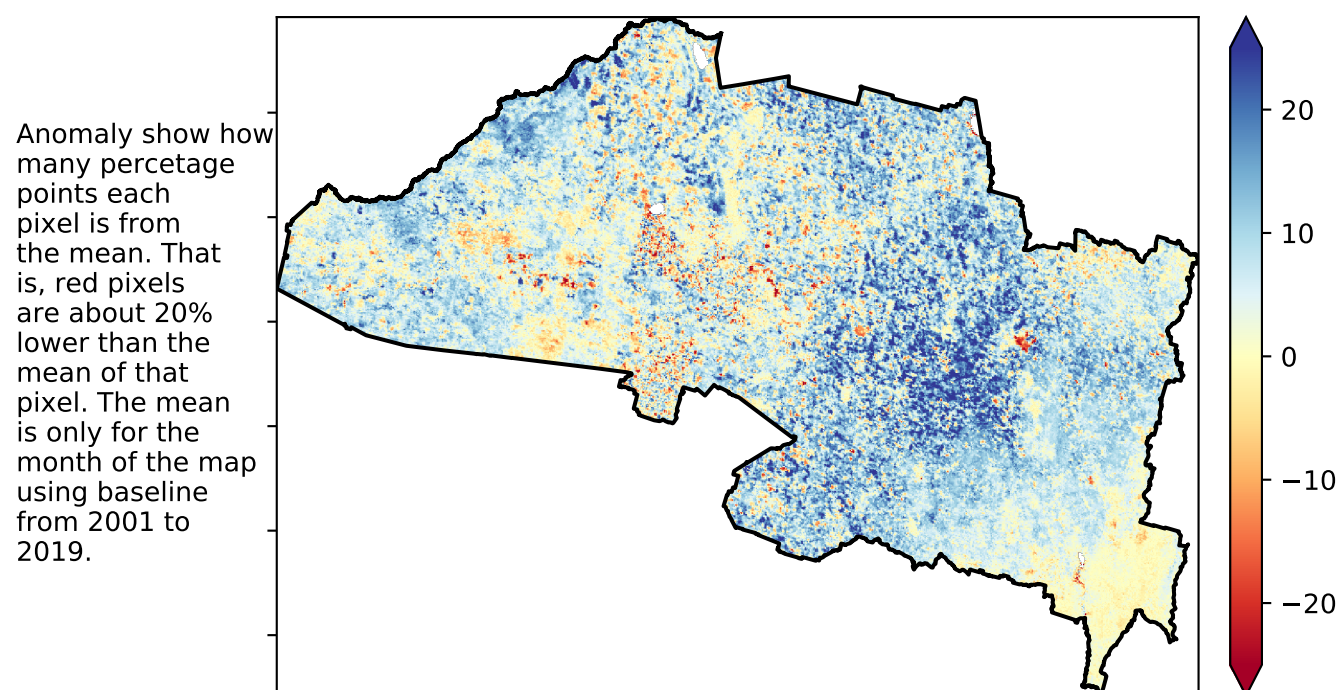 Anomaly show how
many percetage
points each
pixel is from
the mean. That
is, red pixels
are about 20%
lower than the
mean of that
pixel. The mean
is only for the
month of the map
using baseline
from 2001 to
2019.
20
10
0
−10
−20